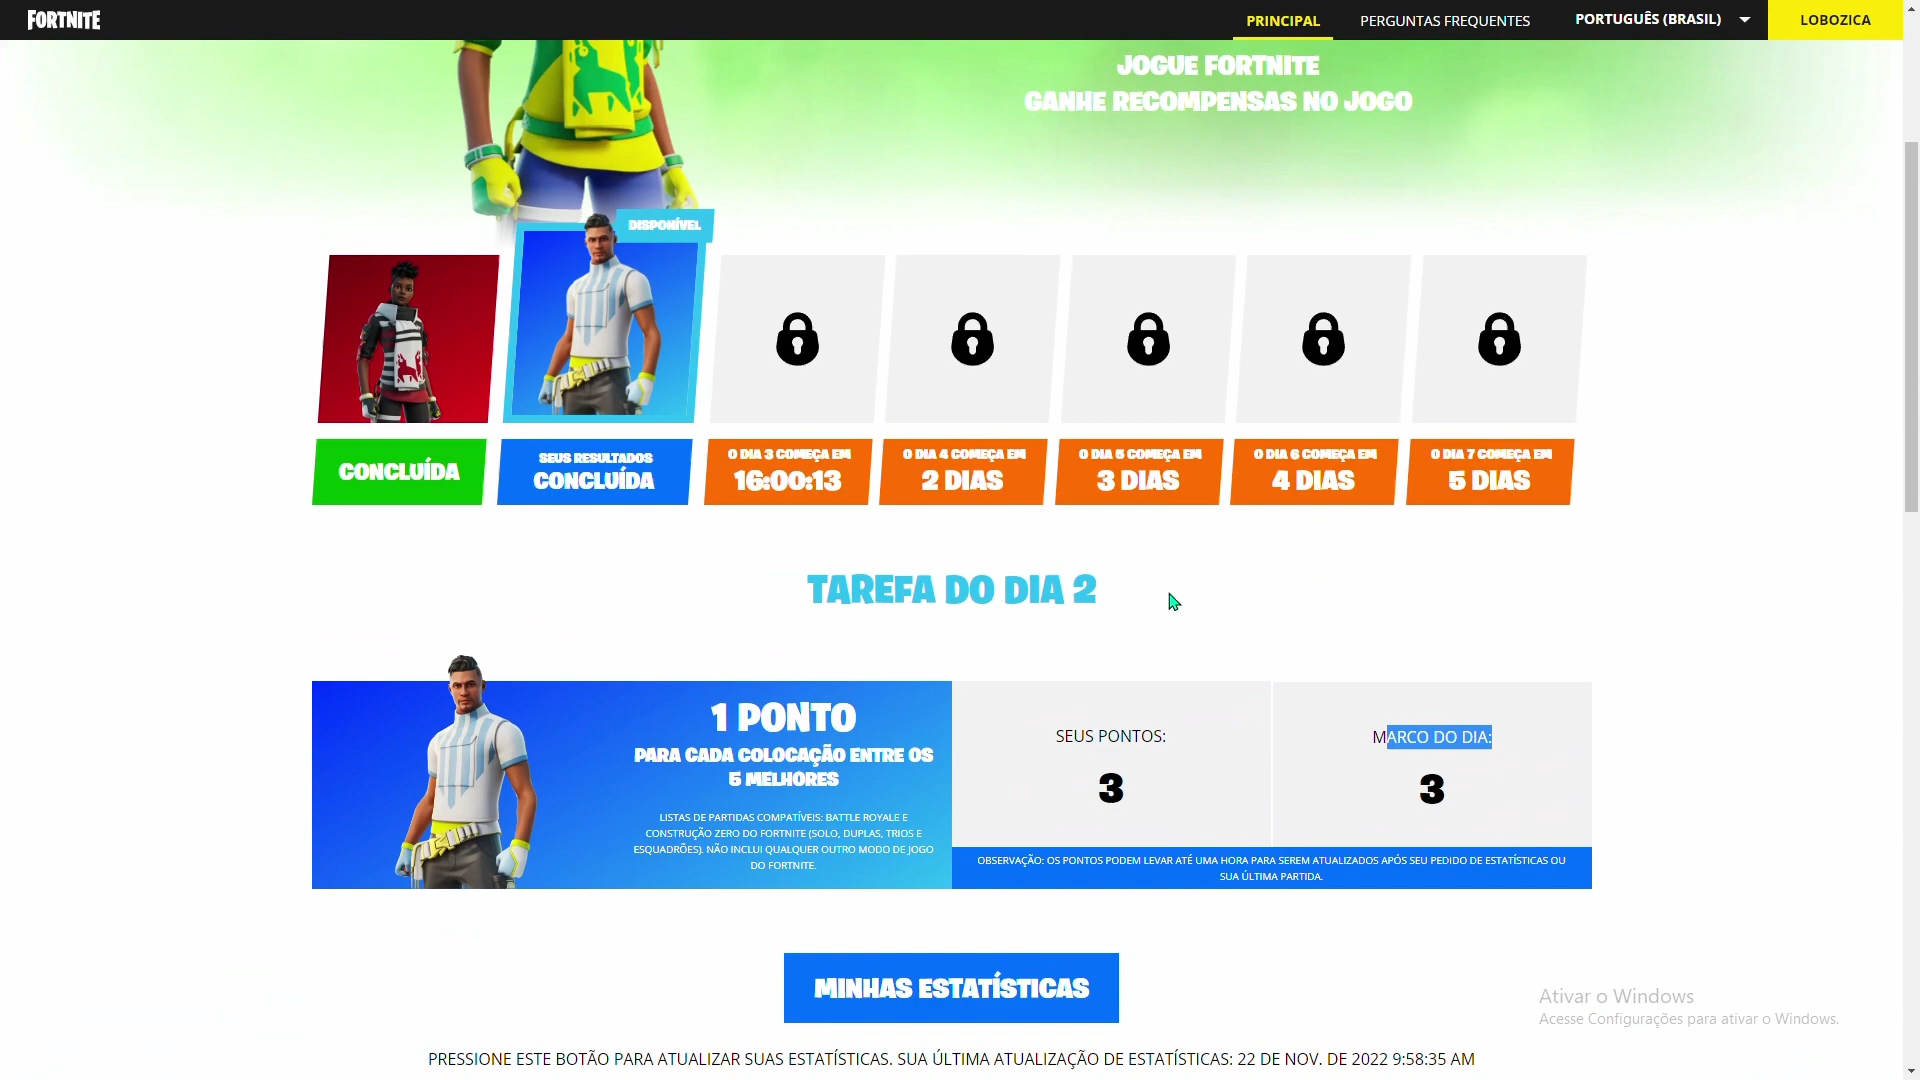 FORTNITE
PRINCIPAL
PERGUNTAS FREQUENTES
PORTUGUÊS (BRASIL)
LOBOZICA
JOGUE FORTNITE
GANHE RECOMPENSAS NO JOGO
DISPONÍVEL
CONCLUÍDA
SEUS RESULTADOS
CONCLUÍDA
O DIA 3 COMEÇA EM
16:00:13
O DIA 4 COMEÇA EM
2 DIAS
O DIA 5 COMEÇA EM
3 DIAS
O DIA 6 COMEÇA EM
4 DIAS
O DIA 7 COMEÇA EM
5 DIAS
TAREFA DO DIA 2
1 PONTO
PARA CADA COLOCAÇÃO ENTRE OS
5 MELHORES
LISTAS DE PARTIDAS COMPATÍVEIS: BATTLE ROYALE E
CONSTRUÇÃO ZERO DO FORTNITE (SOLO, DUPLAS, TRIOS E
ESQUADRÕES). NÃO INCLUI QUALQUER OUTRO MODO DE JOGO
DO FORTNITE.
SEUS PONTOS:
3
MARCO DO DIA:
3
OBSERVAÇÃO: OS PONTOS PODEM LEVAR ATÉ UMA HORA PARA SEREM ATUALIZADOS APÓS SEU PEDIDO DE ESTATÍSTICAS OU
SUA ÚLTIMA PARTIDA.
MINHAS ESTATÍSTICAS
PRESSIONE ESTE BOTÃO PARA ATUALIZAR SUAS ESTATÍSTICAS. SUA ÚLTIMA ATUALIZAÇÃO DE ESTATÍSTICAS: 22 DE NOV. DE 2022 9:58:35 AM
Ativar o Windows
Acesse Configurações para ativar o Windows.